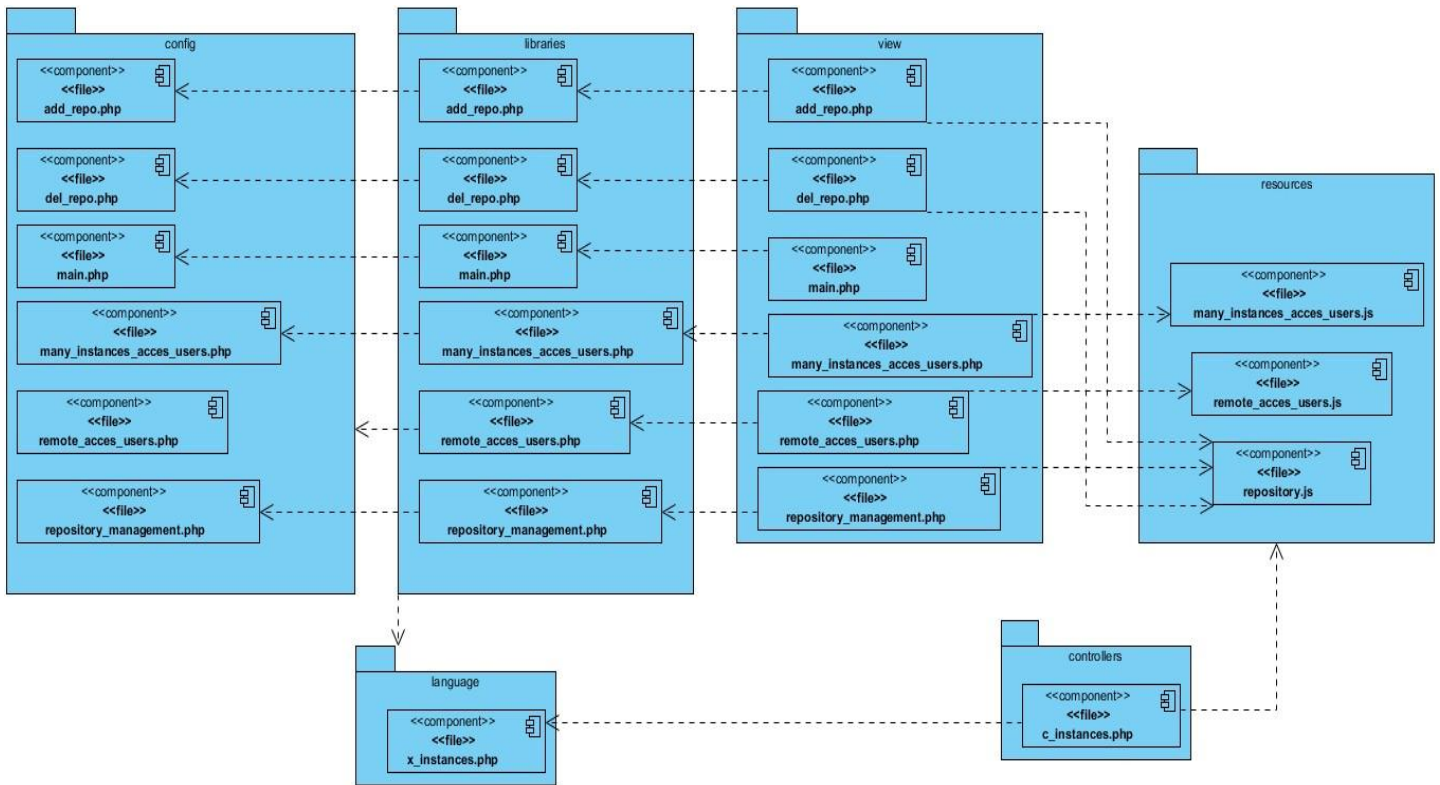 config
<<component>>
<<file>>
add_repo.php
<<component>>
<<file>>
del_repo.php
<<component>>
<<file>>
main.php
<<component>>
<<file>>
many_instances_acces_users.php
<<component>>
<<file>>
remote_acces_users.php
<<component>>
<<file>>
repository_management.php
libraries
<<component>>
<<file>>
add_repo.php
<<component>>
<<file>>
del_repo.php
<<component>>
<<file>>
main.php
<<component>>
<<file>>
many_instances_acces_users.php
<<component>>
<<file>>
remote_acces_users.php
<<component>>
<<file>>
repository_management.php
view
<<component>>
<<file>>
add_repo.php
<<component>>
<<file>>
del_repo.php
<<component>>
<<file>>
main.php
<<component>>
<<file>>
many_instances_acces_users.php
<<component>>
<<file>>
remote_acces_users.php
<<component>>
<<file>>
repository_management.php
resources
<<component>>
<<file>>
many_instances_acces_users.js
<<component>>
<<file>>
remote_acces_users.js
<<component>>
<<file>>
repository.js
language
<<component>>
<<file>>
x_instances.php
controllers
<<component>>
<<file>>
c_instances.php